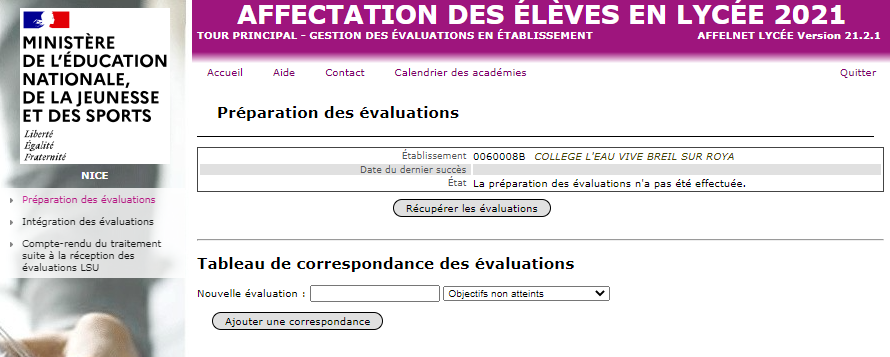 AFFECTATION DES ÉLÈVES EN LYCÉE 2021
TOUR PRINCIPAL - GESTION DES ÉVALUATIONS EN ÉTABLISSEMENT AFFELNET LYCÉE Version 21.2.1
MINISTÈRE
DE L'ÉDUCATION
NATIONALE,
DE LA JEUNESSE
ET DES SPORTS
Liberté
Égalité
Fraternité
NICE
Préparation des évaluations
Intégration des évaluations
Compte-rendu du traitement
suite à la réception des
évaluations LSU
Accueil Aide Contact Calendrier des académies Quitter
Préparation des évaluations
Établissement 0060008B COLLEGE L'EAU VIVE BREIL SUR ROYA
Date du dernier succès
État La préparation des évaluations n'a pas été effectuée.
Récupérer les évaluations
Tableau de correspondance des évaluations
Nouvelle évaluation : Objectifs non atteints
Ajouter une correspondance